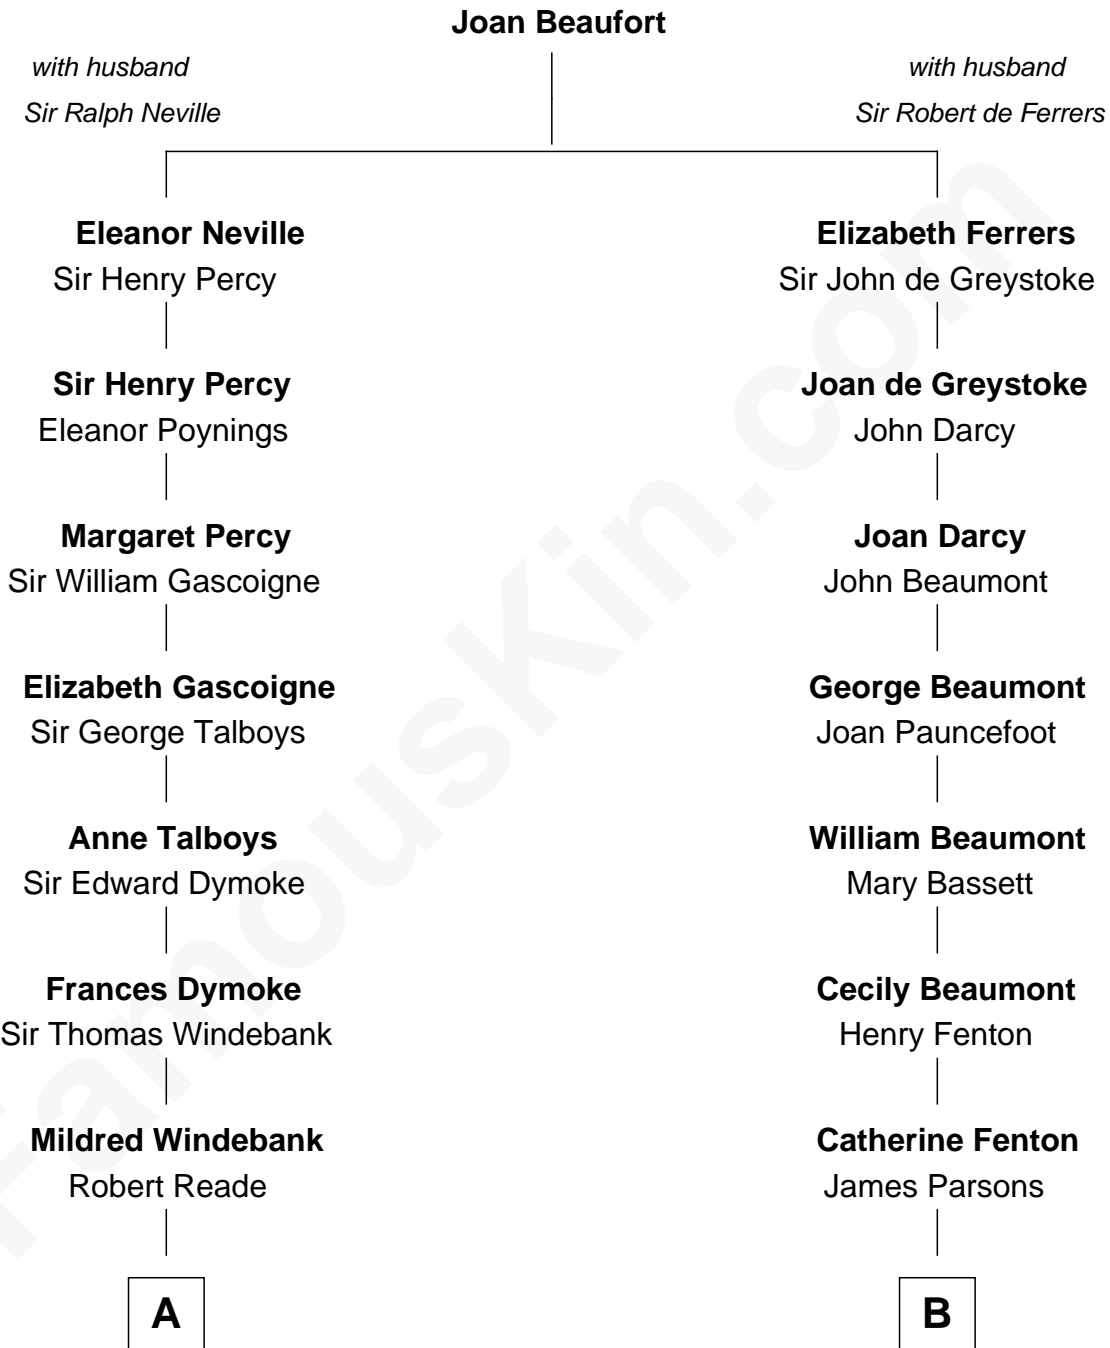 Joan Beaufort
with husband
Sir Ralph Neville
with husband
Sir Robert de Ferrers
Eleanor Neville
Sir Henry Percy
Elizabeth Ferrers
Sir John de Greystoke
Sir Henry Percy
Eleanor Poynings
Joan de Greystoke
John Darcy
Margaret Percy
Sir William Gascoigne
Joan Darcy
John Beaumont
Elizabeth Gascoigne
Sir George Talboys
George Beaumont
Joan Pauncefoot
Anne Talboys
Sir Edward Dymoke
William Beaumont
Mary Bassett
Frances Dymoke
Sir Thomas Windebank
Cecily Beaumont
Henry Fenton
Mildred Windebank
Robert Reade
Catherine Fenton
James Parsons
A
B
FamousKin.com